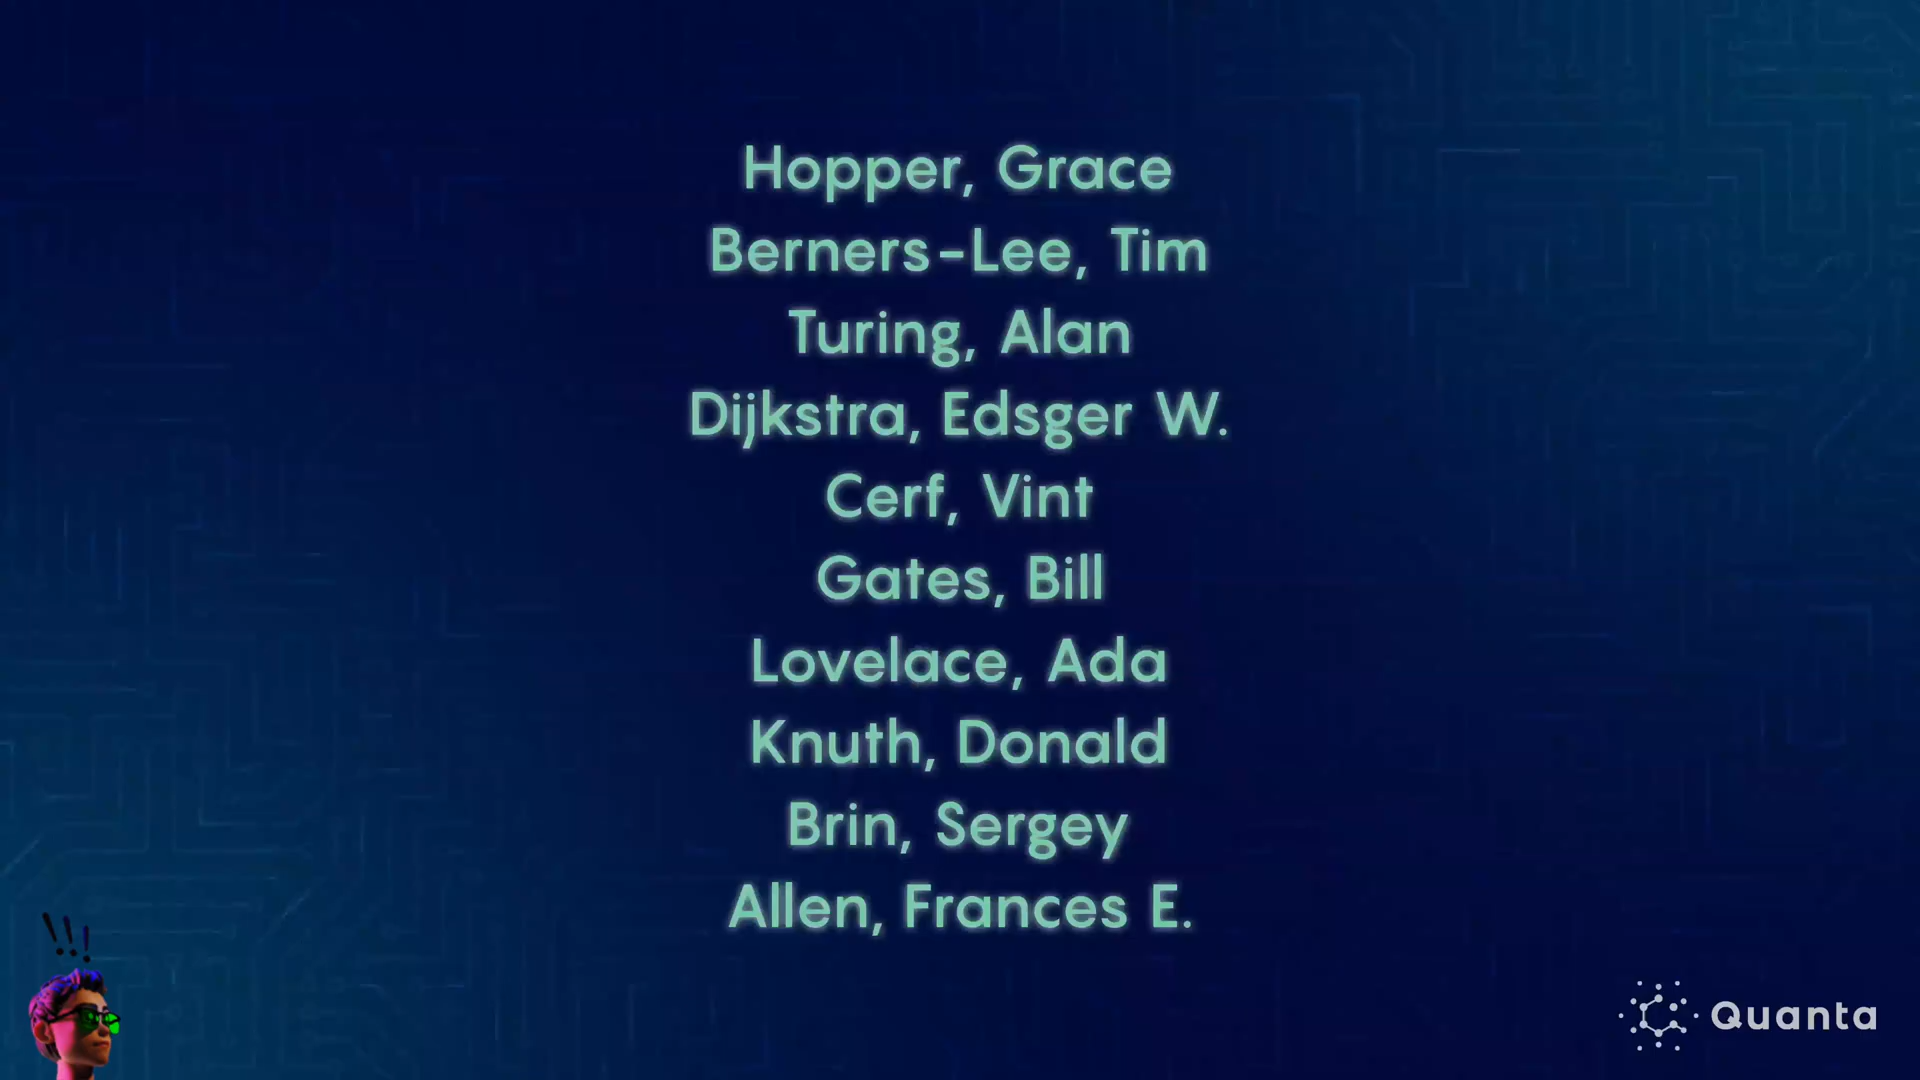 Hopper, Grace
Berners-Lee, Tim
Turing, Alan
Dijkstra, Edsger W.
Cerf, Vint
Gates, Bill
Lovelace, Ada
Knuth, Donald
Brin, Sergey
Allen, Frances E.
!!!
Quanta